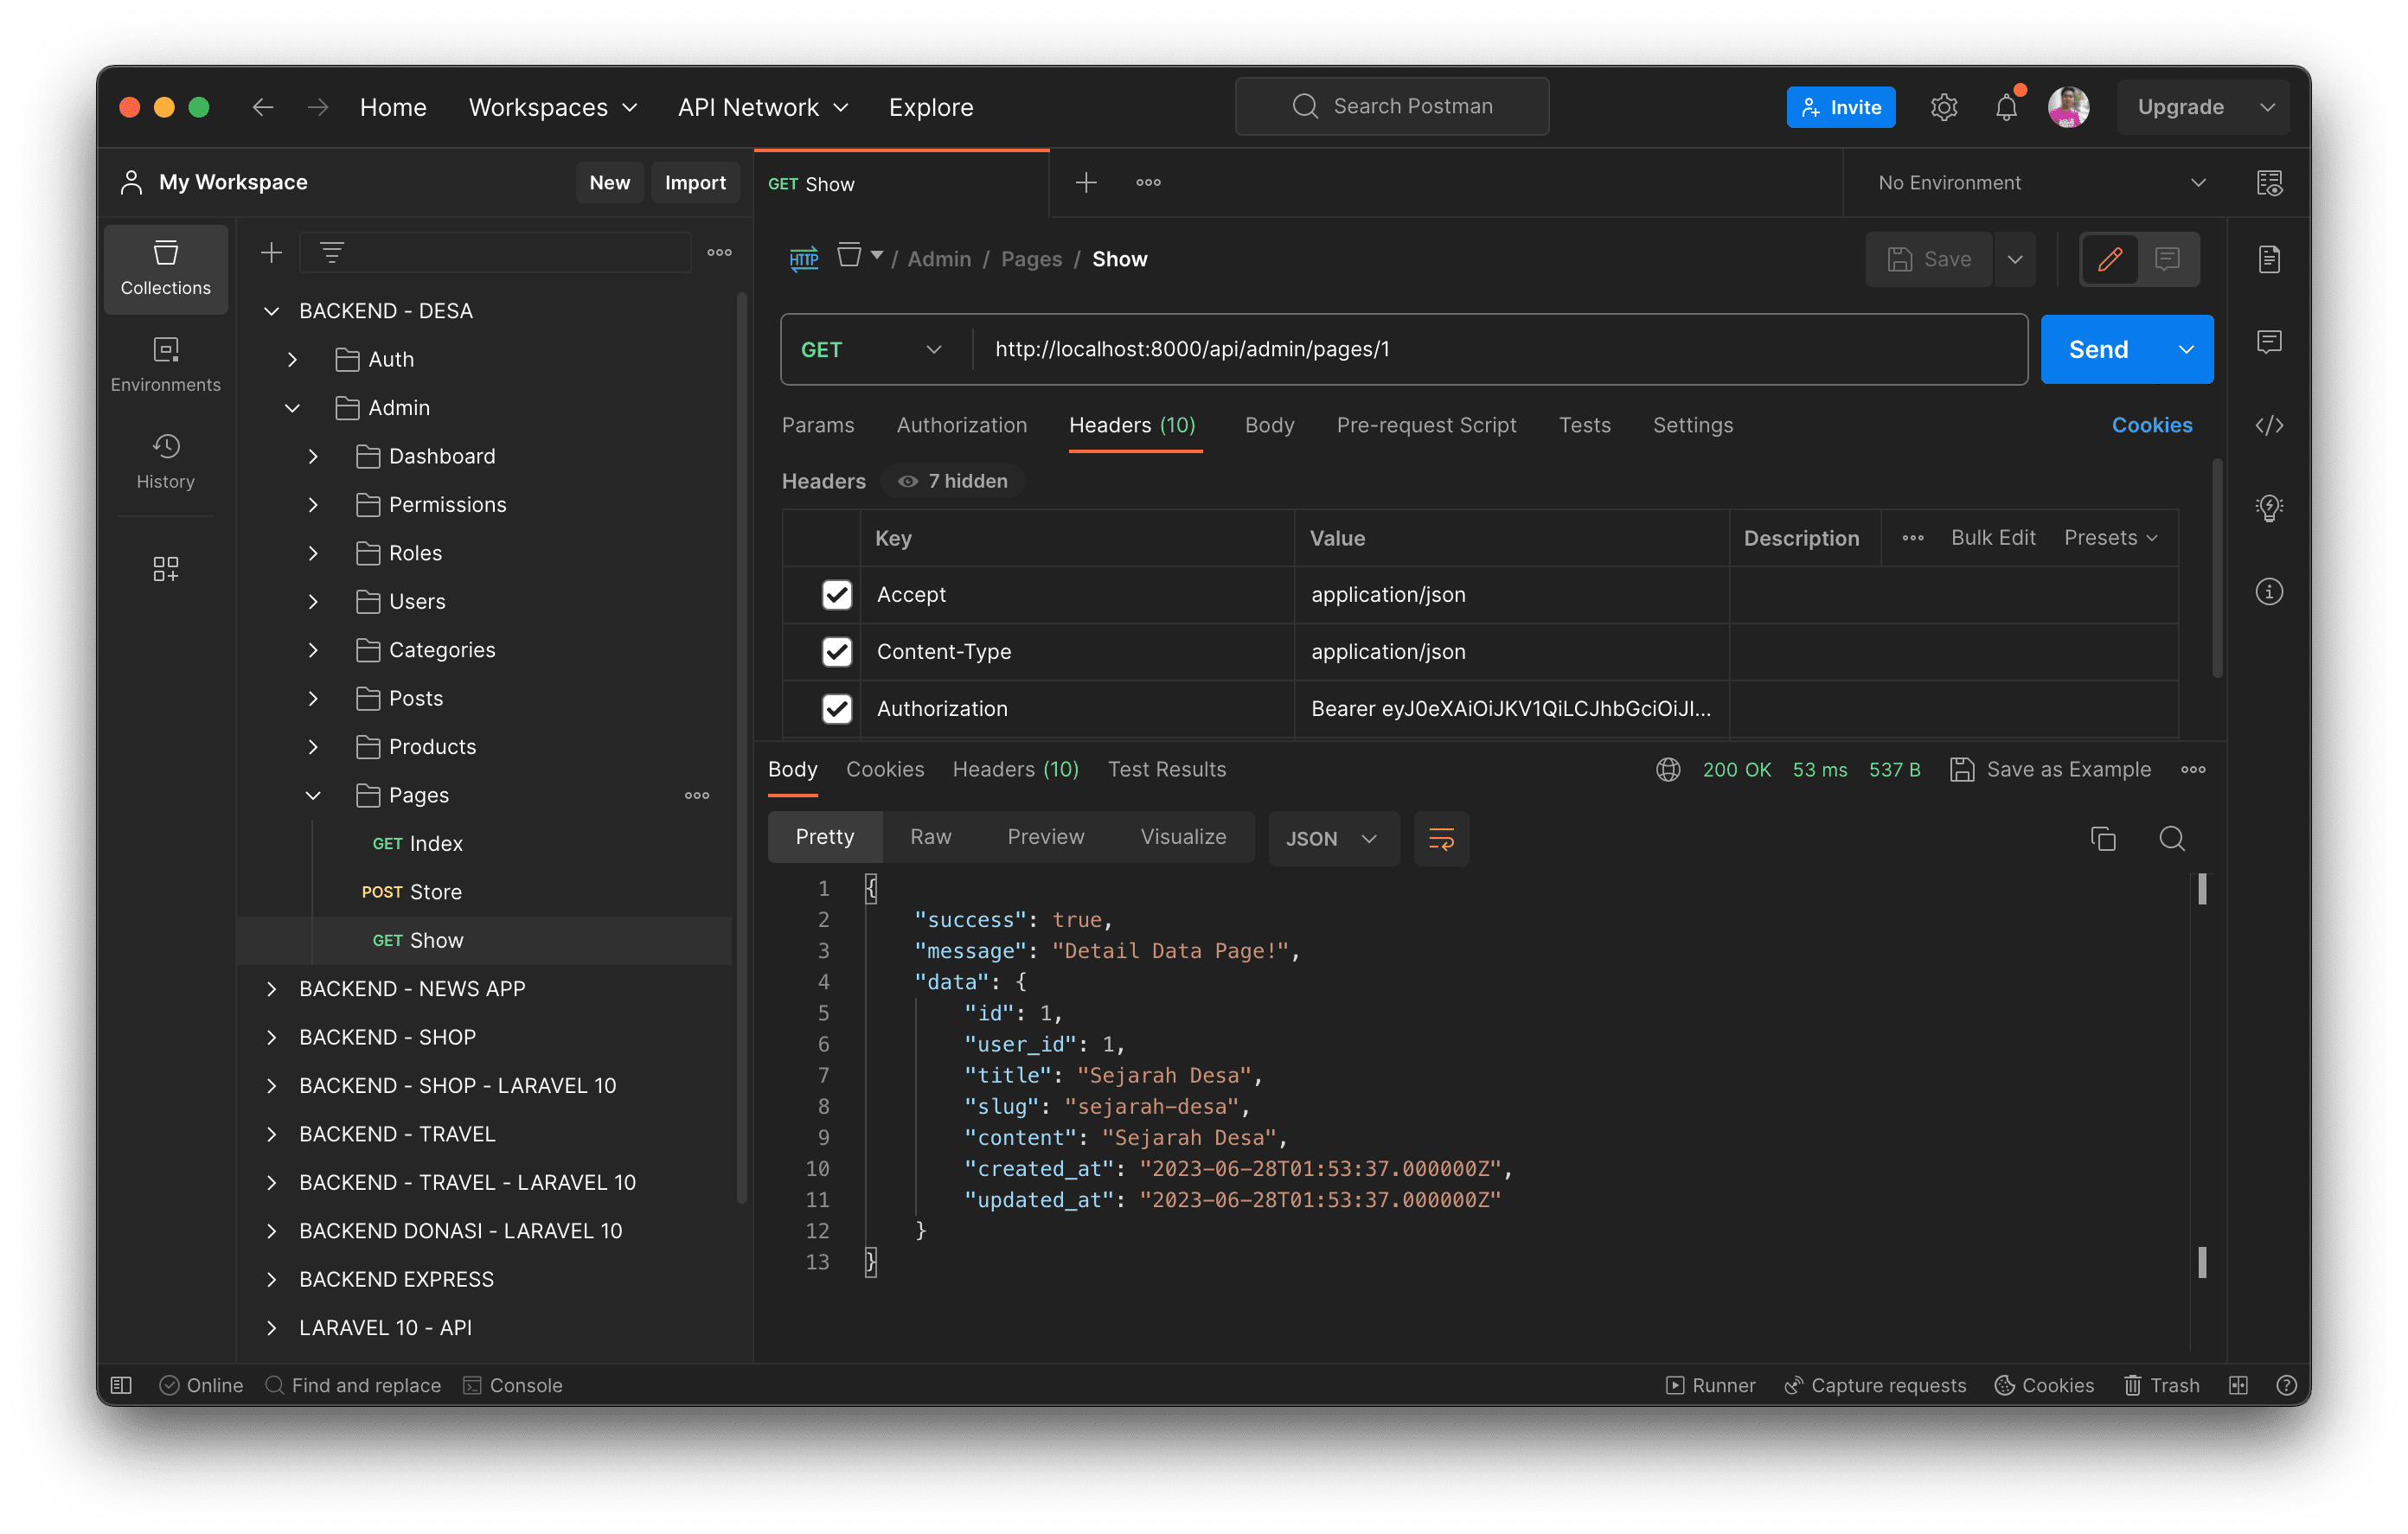 Home Workspaces API Network Explore Search Postman Invite Upgrade
My Workspace New Import
GET Show No Environment
Collections
Environments
History
BACKEND - DESA
Auth
Admin
Dashboard
Permissions
Roles
Users
Categories
Posts
Products
Pages
GET Index
POST Store
GET Show
BACKEND - NEWS APP
BACKEND - SHOP
BACKEND - SHOP - LARAVEL 10
BACKEND - TRAVEL
BACKEND - TRAVEL - LARAVEL 10
BACKEND DONASI - LARAVEL 10
BACKEND EXPRESS
LARAVEL 10 - API
HTTP / Admin / Pages / Show Save
GET http://localhost:8000/api/admin/pages/1 Send
Params Authorization Headers (10) Body Pre-request Script Tests Settings Cookies
Headers 7 hidden
Key Value Description Bulk Edit Presets
Accept application/json
Content-Type application/json
Authorization Bearer eyJ0eXAiOiJKV1QiLCJhbGciOiJI...
Body Cookies Headers (10) Test Results 200 OK 53 ms 537 B Save as Example
Pretty Raw Preview Visualize JSON
1 {
2 "success": true,
3 "message": "Detail Data Page!",
4 "data": {
5 "id": 1,
6 "user_id": 1,
7 "title": "Sejarah Desa",
8 "slug": "sejarah-desa",
9 "content": "Sejarah Desa",
10 "created_at": "2023-06-28T01:53:37.000000Z",
11 "updated_at": "2023-06-28T01:53:37.000000Z"
12 }
13 }
Online Find and replace Console Runner Capture requests Cookies Trash